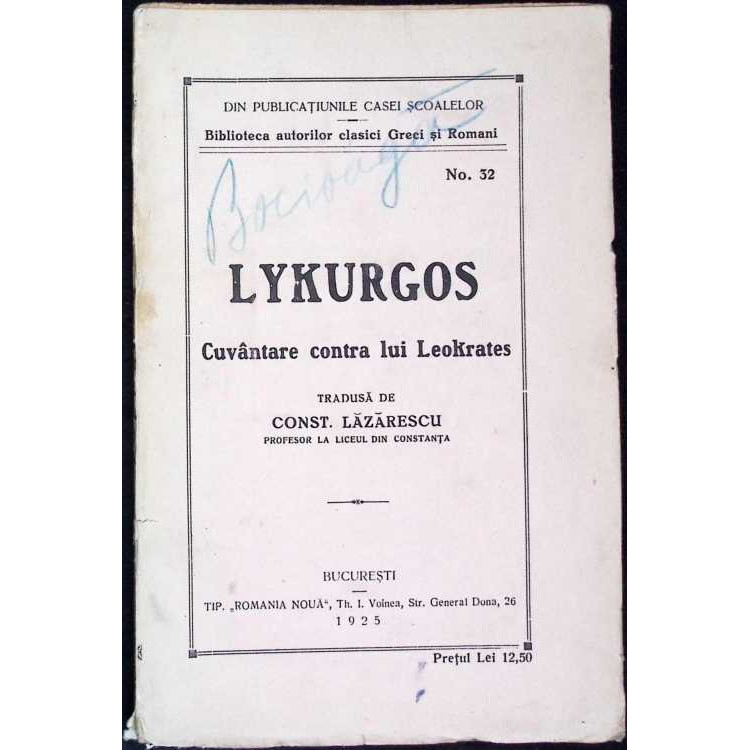 DIN PUBLICAȚIUNILE CASEI ȘCOALELOR
Biblioteca autorilor clasici Greci și Romani
No. 32
LYKURGOS
Cuvântare contra lui Leokrates
TRADUSĂ DE
CONST. LĂZĂRESCU
PROFESOR LA LICEUL DIN CONSTANȚA
BUCUREȘTI
TIP. „ROMANIA NOUĂ“, Th. I. Voinea, Str. General Dona, 26
1925
Prețul Lei 12,50